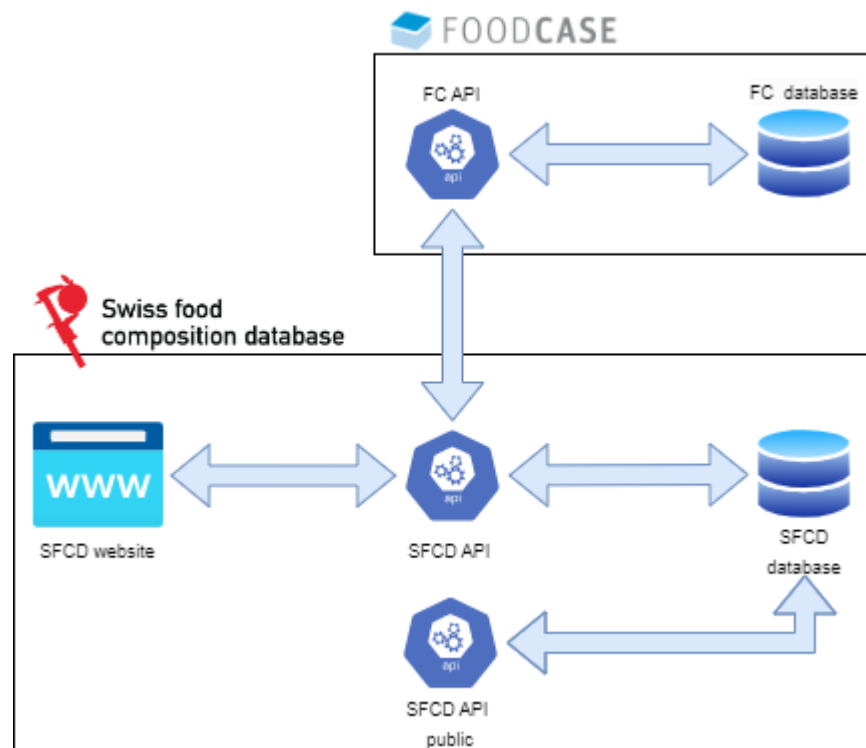 FOODCASE
FC API
FC database
api
Swiss food
composition database
www
api
SFCD website
SFCD API
SFCD
database
api
SFCD API
public